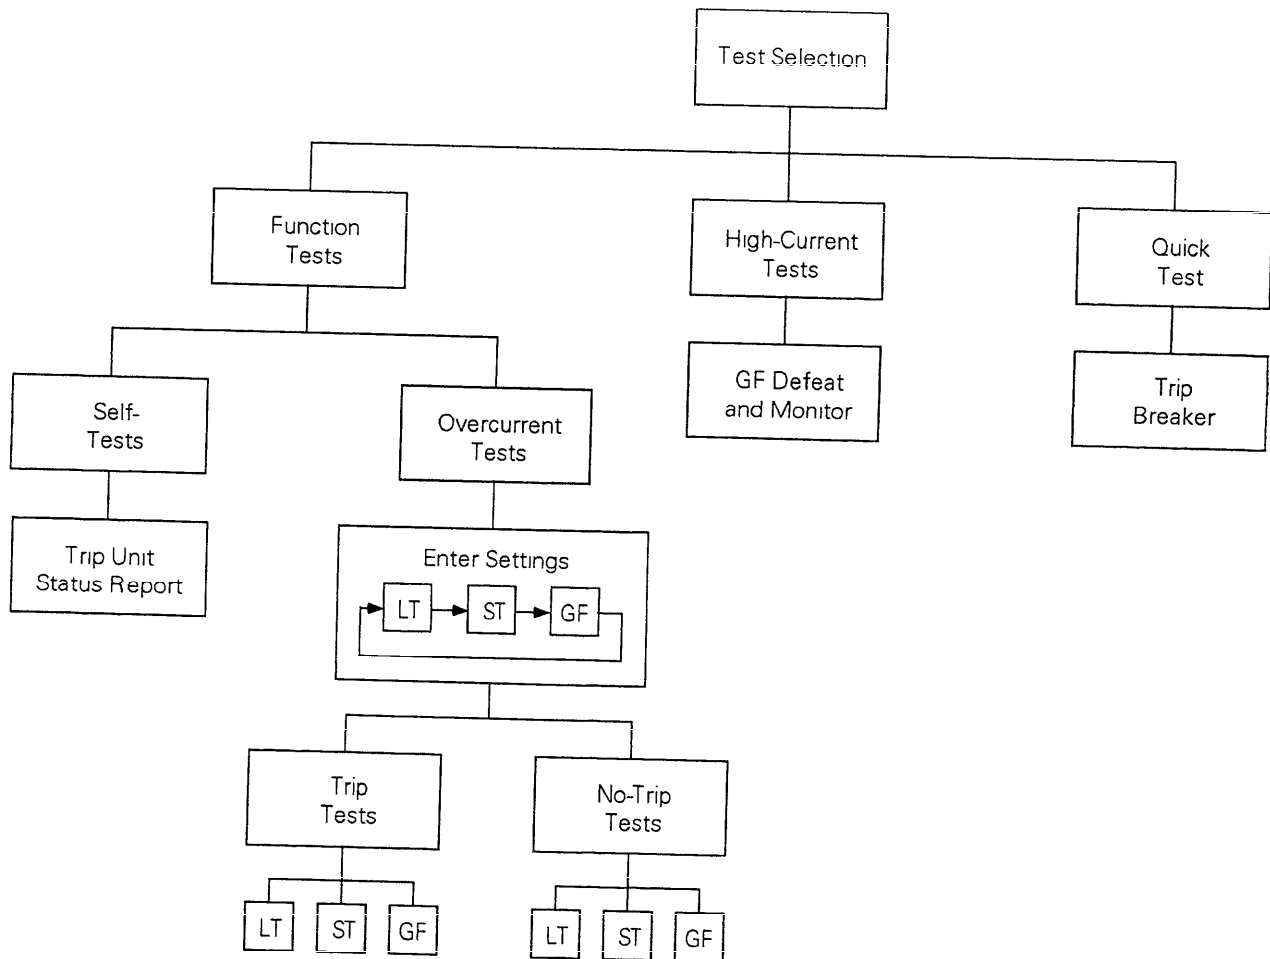 Test Selection
Function
Tests
High-Current
Tests
Quick
Test
Self-
Tests
Overcurrent
Tests
GF Defeat
and Monitor
Trip
Breaker
Trip Unit
Status Report
Enter Settings
LT
ST
GF
Trip
Tests
No-Trip
Tests
LT
ST
GF
LT
ST
GF